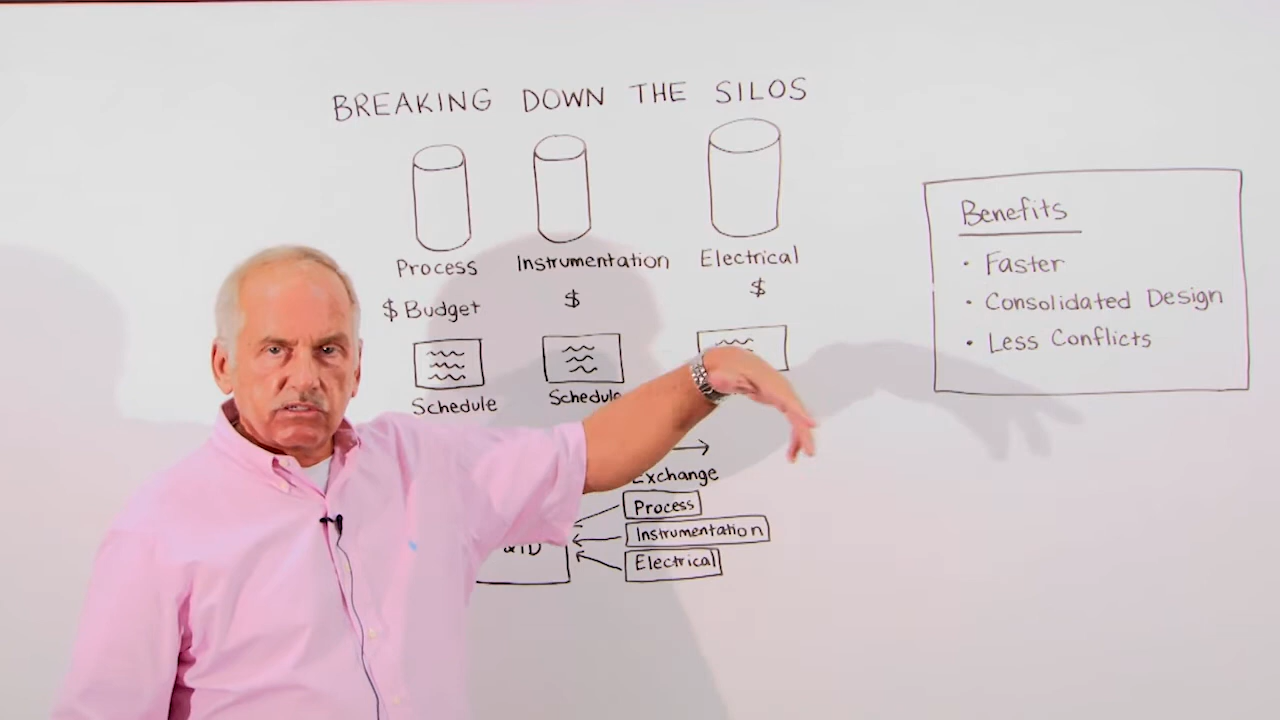 BREAKING DOWN THE SILOS
Process
Instrumentation
Electrical
$ Budget
$
$
Schedule
Schedule
Exchange
Process
Instrumentation
Electrical
Benefits
• Faster
• Consolidated Design
• Less Conflicts